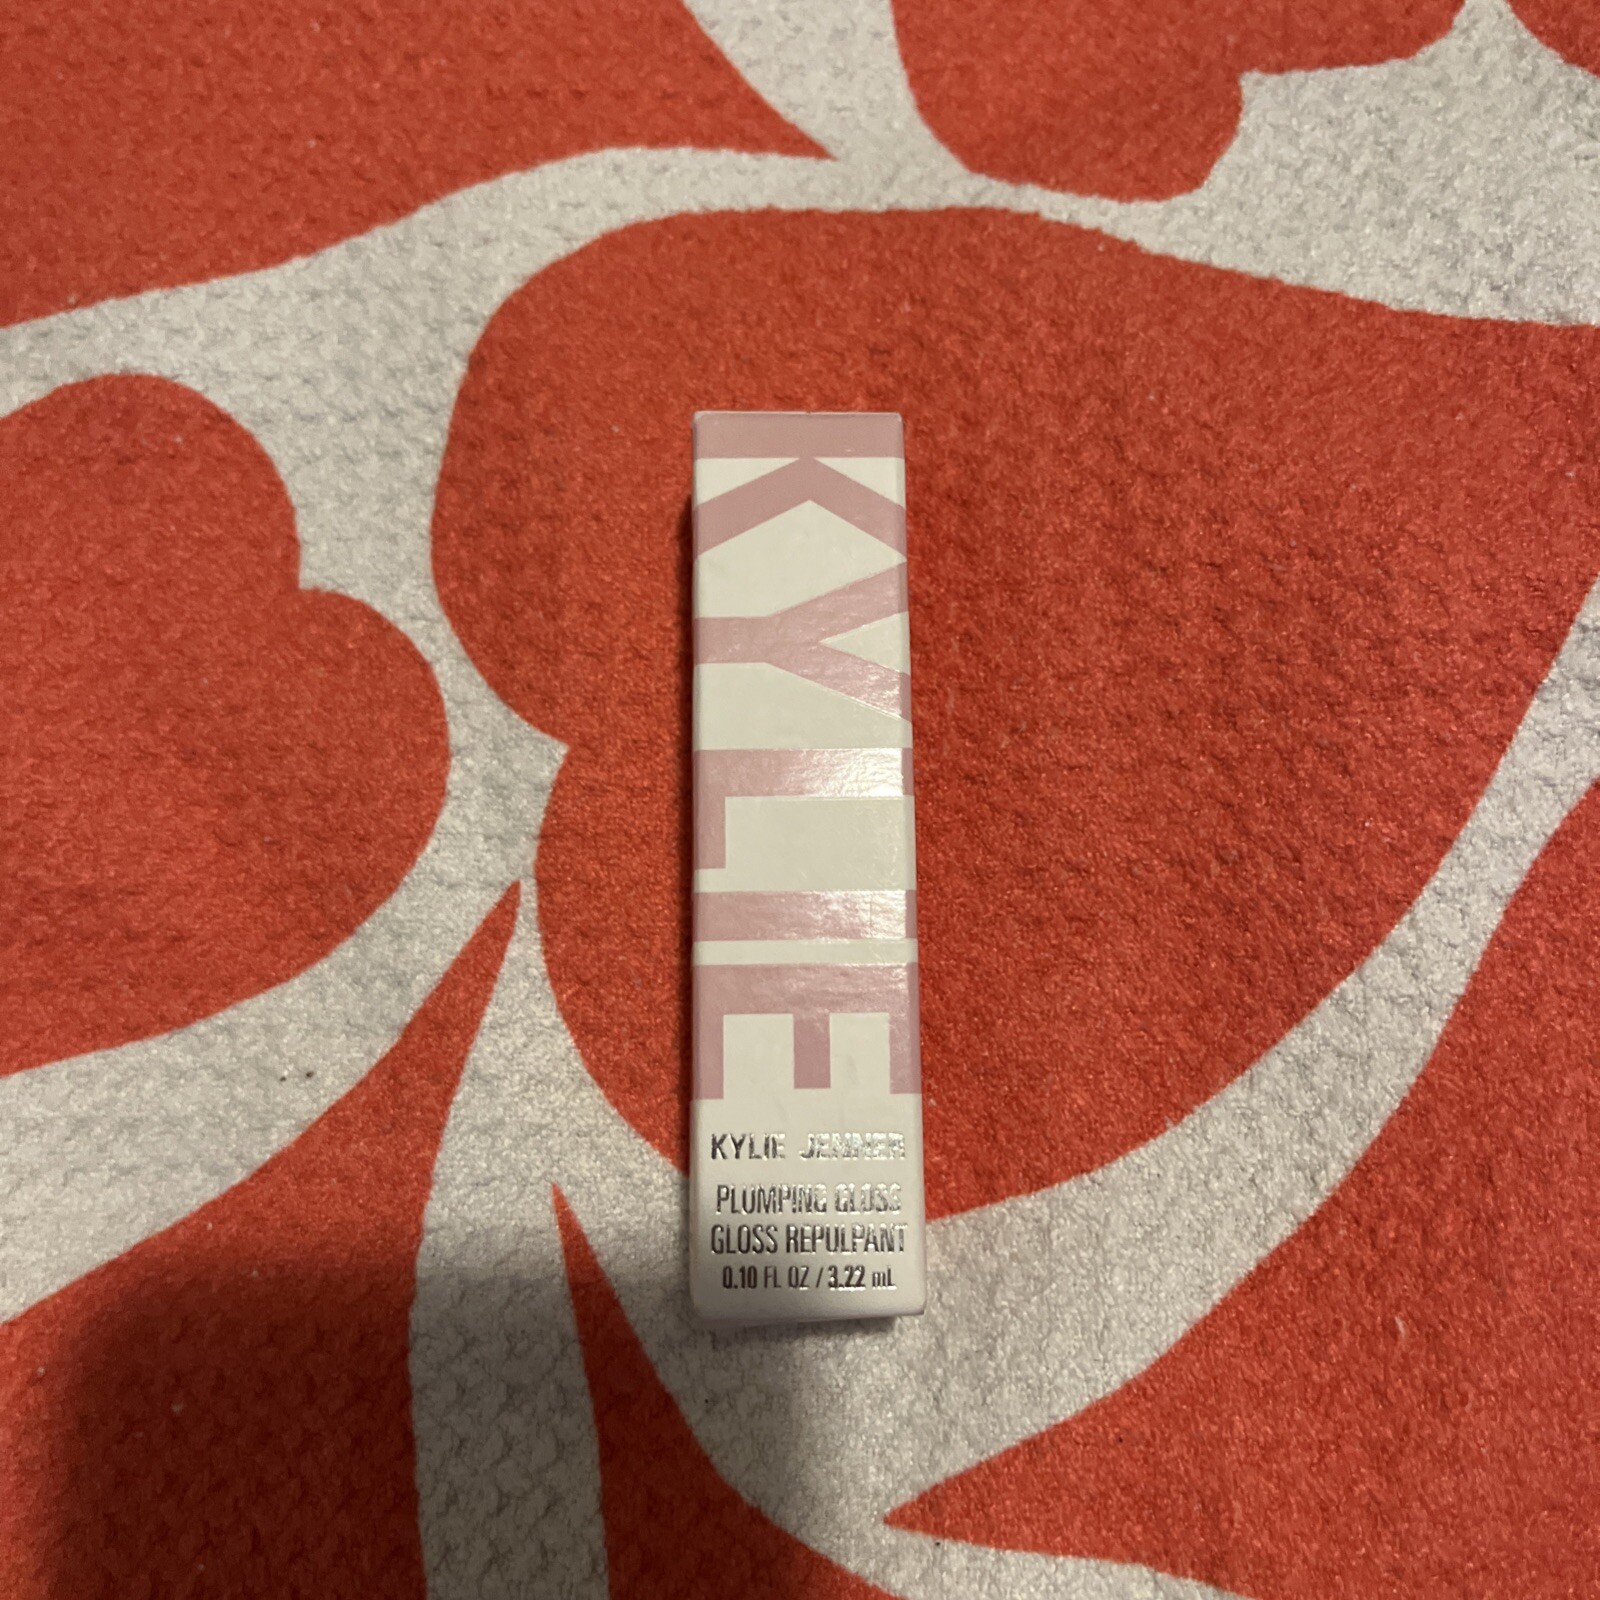 KYLIE
KYLIE JENNER
PLUMPING GLOSS
GLOSS REPULPANT
0.10 FL OZ / 3.22 mL